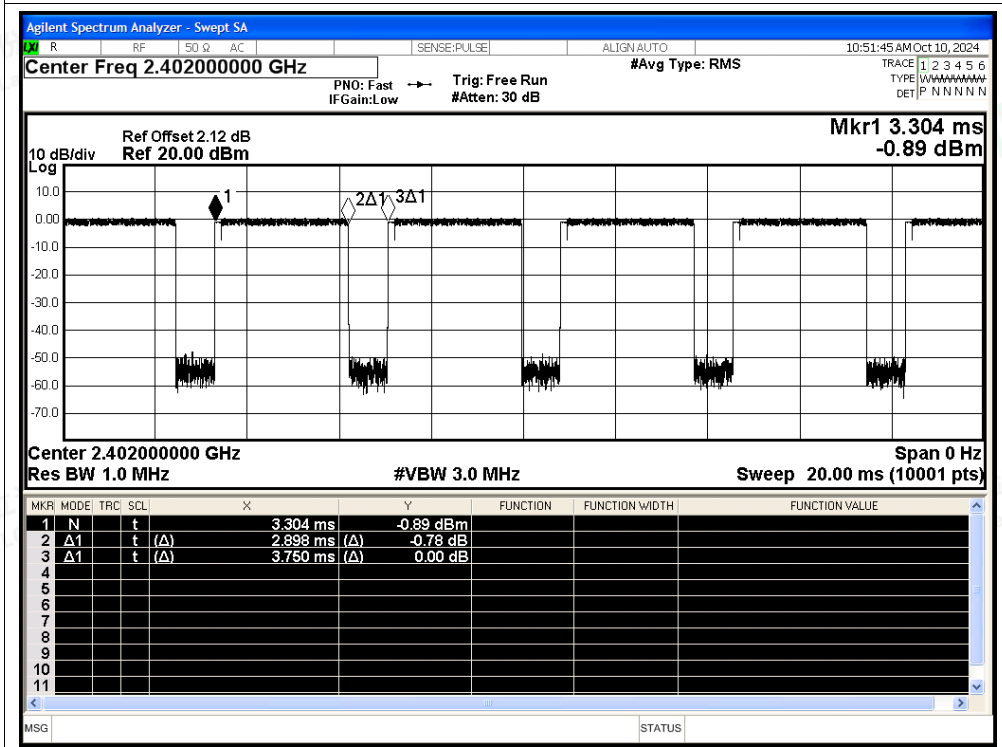 Agilent Spectrum Analyzer - Swept SA
LXI R RF 50 Ω AC SENSE:PULSE ALIGN AUTO 10:51:45 AM Oct 10, 2024
Center Freq 2.402000000 GHz #Avg Type: RMS TRACE 1 2 3 4 5 6
PNO: Fast Trig: Free Run TYPE
IFGain:Low #Atten: 30 dB DET P N N N N N
Mkr1 3.304 ms
Ref Offset 2.12 dB
10 dB/div Ref 20.00 dBm -0.89 dBm
Log
10.0
1 2Δ1 3Δ1
0.00
-10.0
-20.0
-30.0
-40.0
-50.0
-60.0
-70.0
Center 2.402000000 GHz Span 0 Hz
Res BW 1.0 MHz #VBW 3.0 MHz Sweep 20.00 ms (10001 pts)
MKR MODE TRC SCL X Y FUNCTION FUNCTION WIDTH FUNCTION VALUE
1 N t 3.304 ms -0.89 dBm
2 Δ1 t (Δ) 2.898 ms (Δ) -0.78 dB
3 Δ1 t (Δ) 3.750 ms (Δ) 0.00 dB
4
5
6
7
8
9
10
11
MSG STATUS